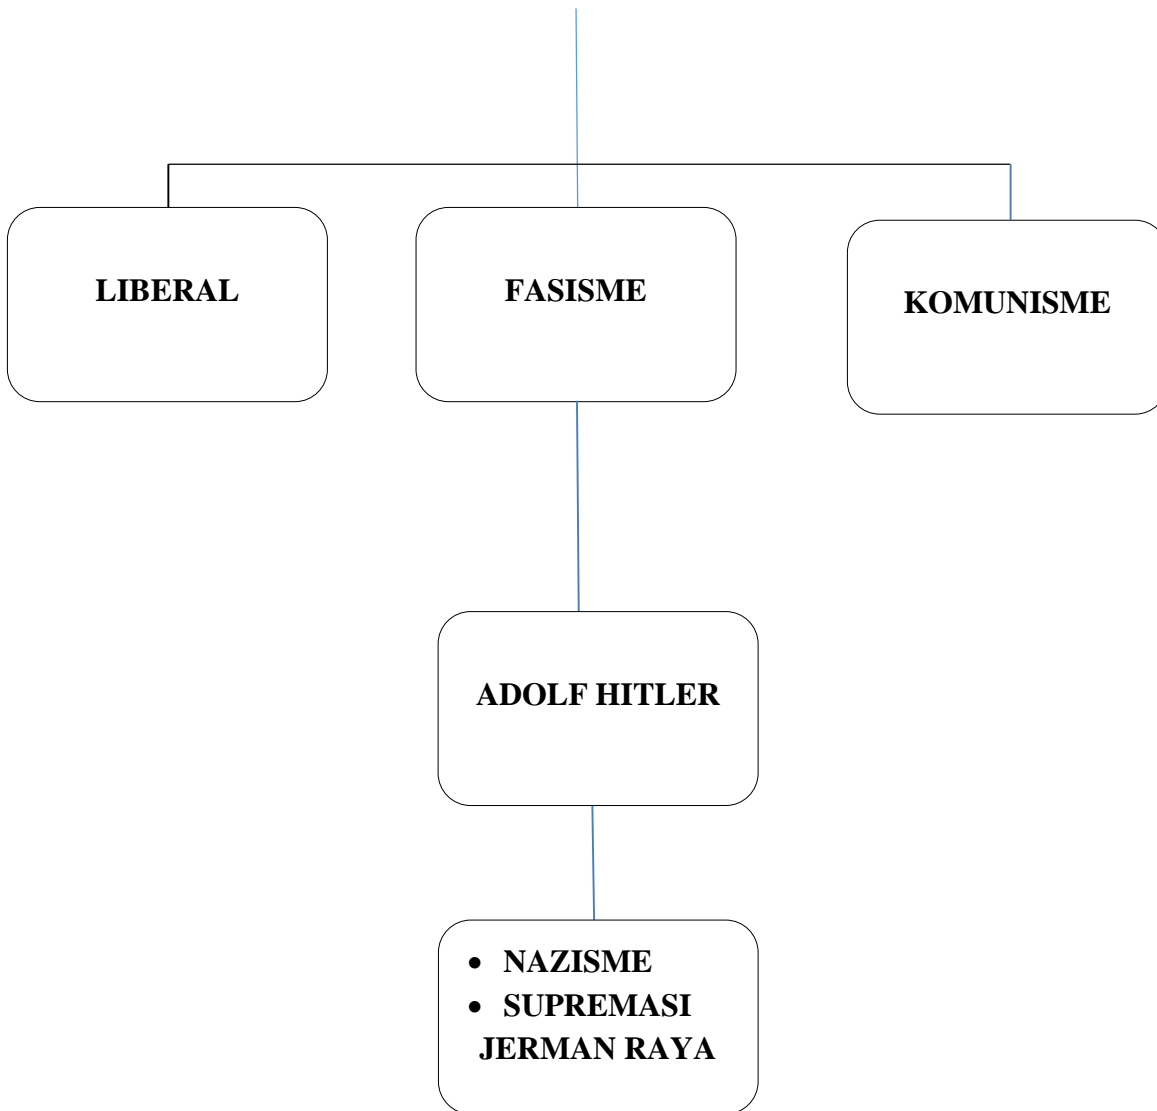 LIBERAL
FASISME
KOMUNISME
ADOLF HITLER
• NAZISME
• SUPREMASI
JERMAN RAYA